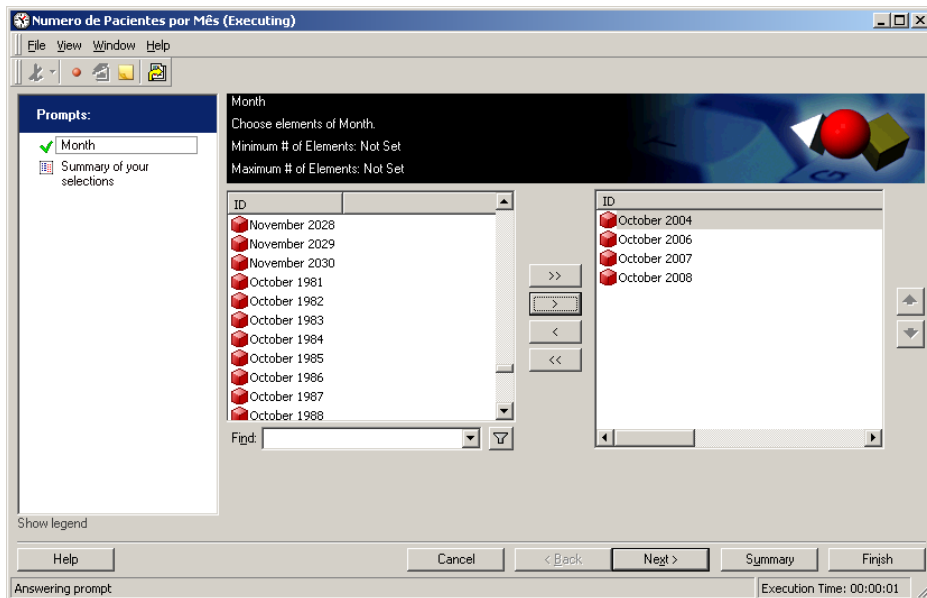 Numero de Pacientes por Mês (Executing)
File View Window Help
Prompts:
Month
Summary of your
selections
Show legend
Month
Choose elements of Month.
Minimum # of Elements: Not Set
Maximum # of Elements: Not Set
ID
November 2028
November 2029
November 2030
October 1981
October 1982
October 1983
October 1984
October 1985
October 1986
October 1987
October 1988
Find:
>>
>
<
<<
ID
October 2004
October 2006
October 2007
October 2008
Help Cancel < Back Next > Summary Finish
Answering prompt Execution Time: 00:00:01